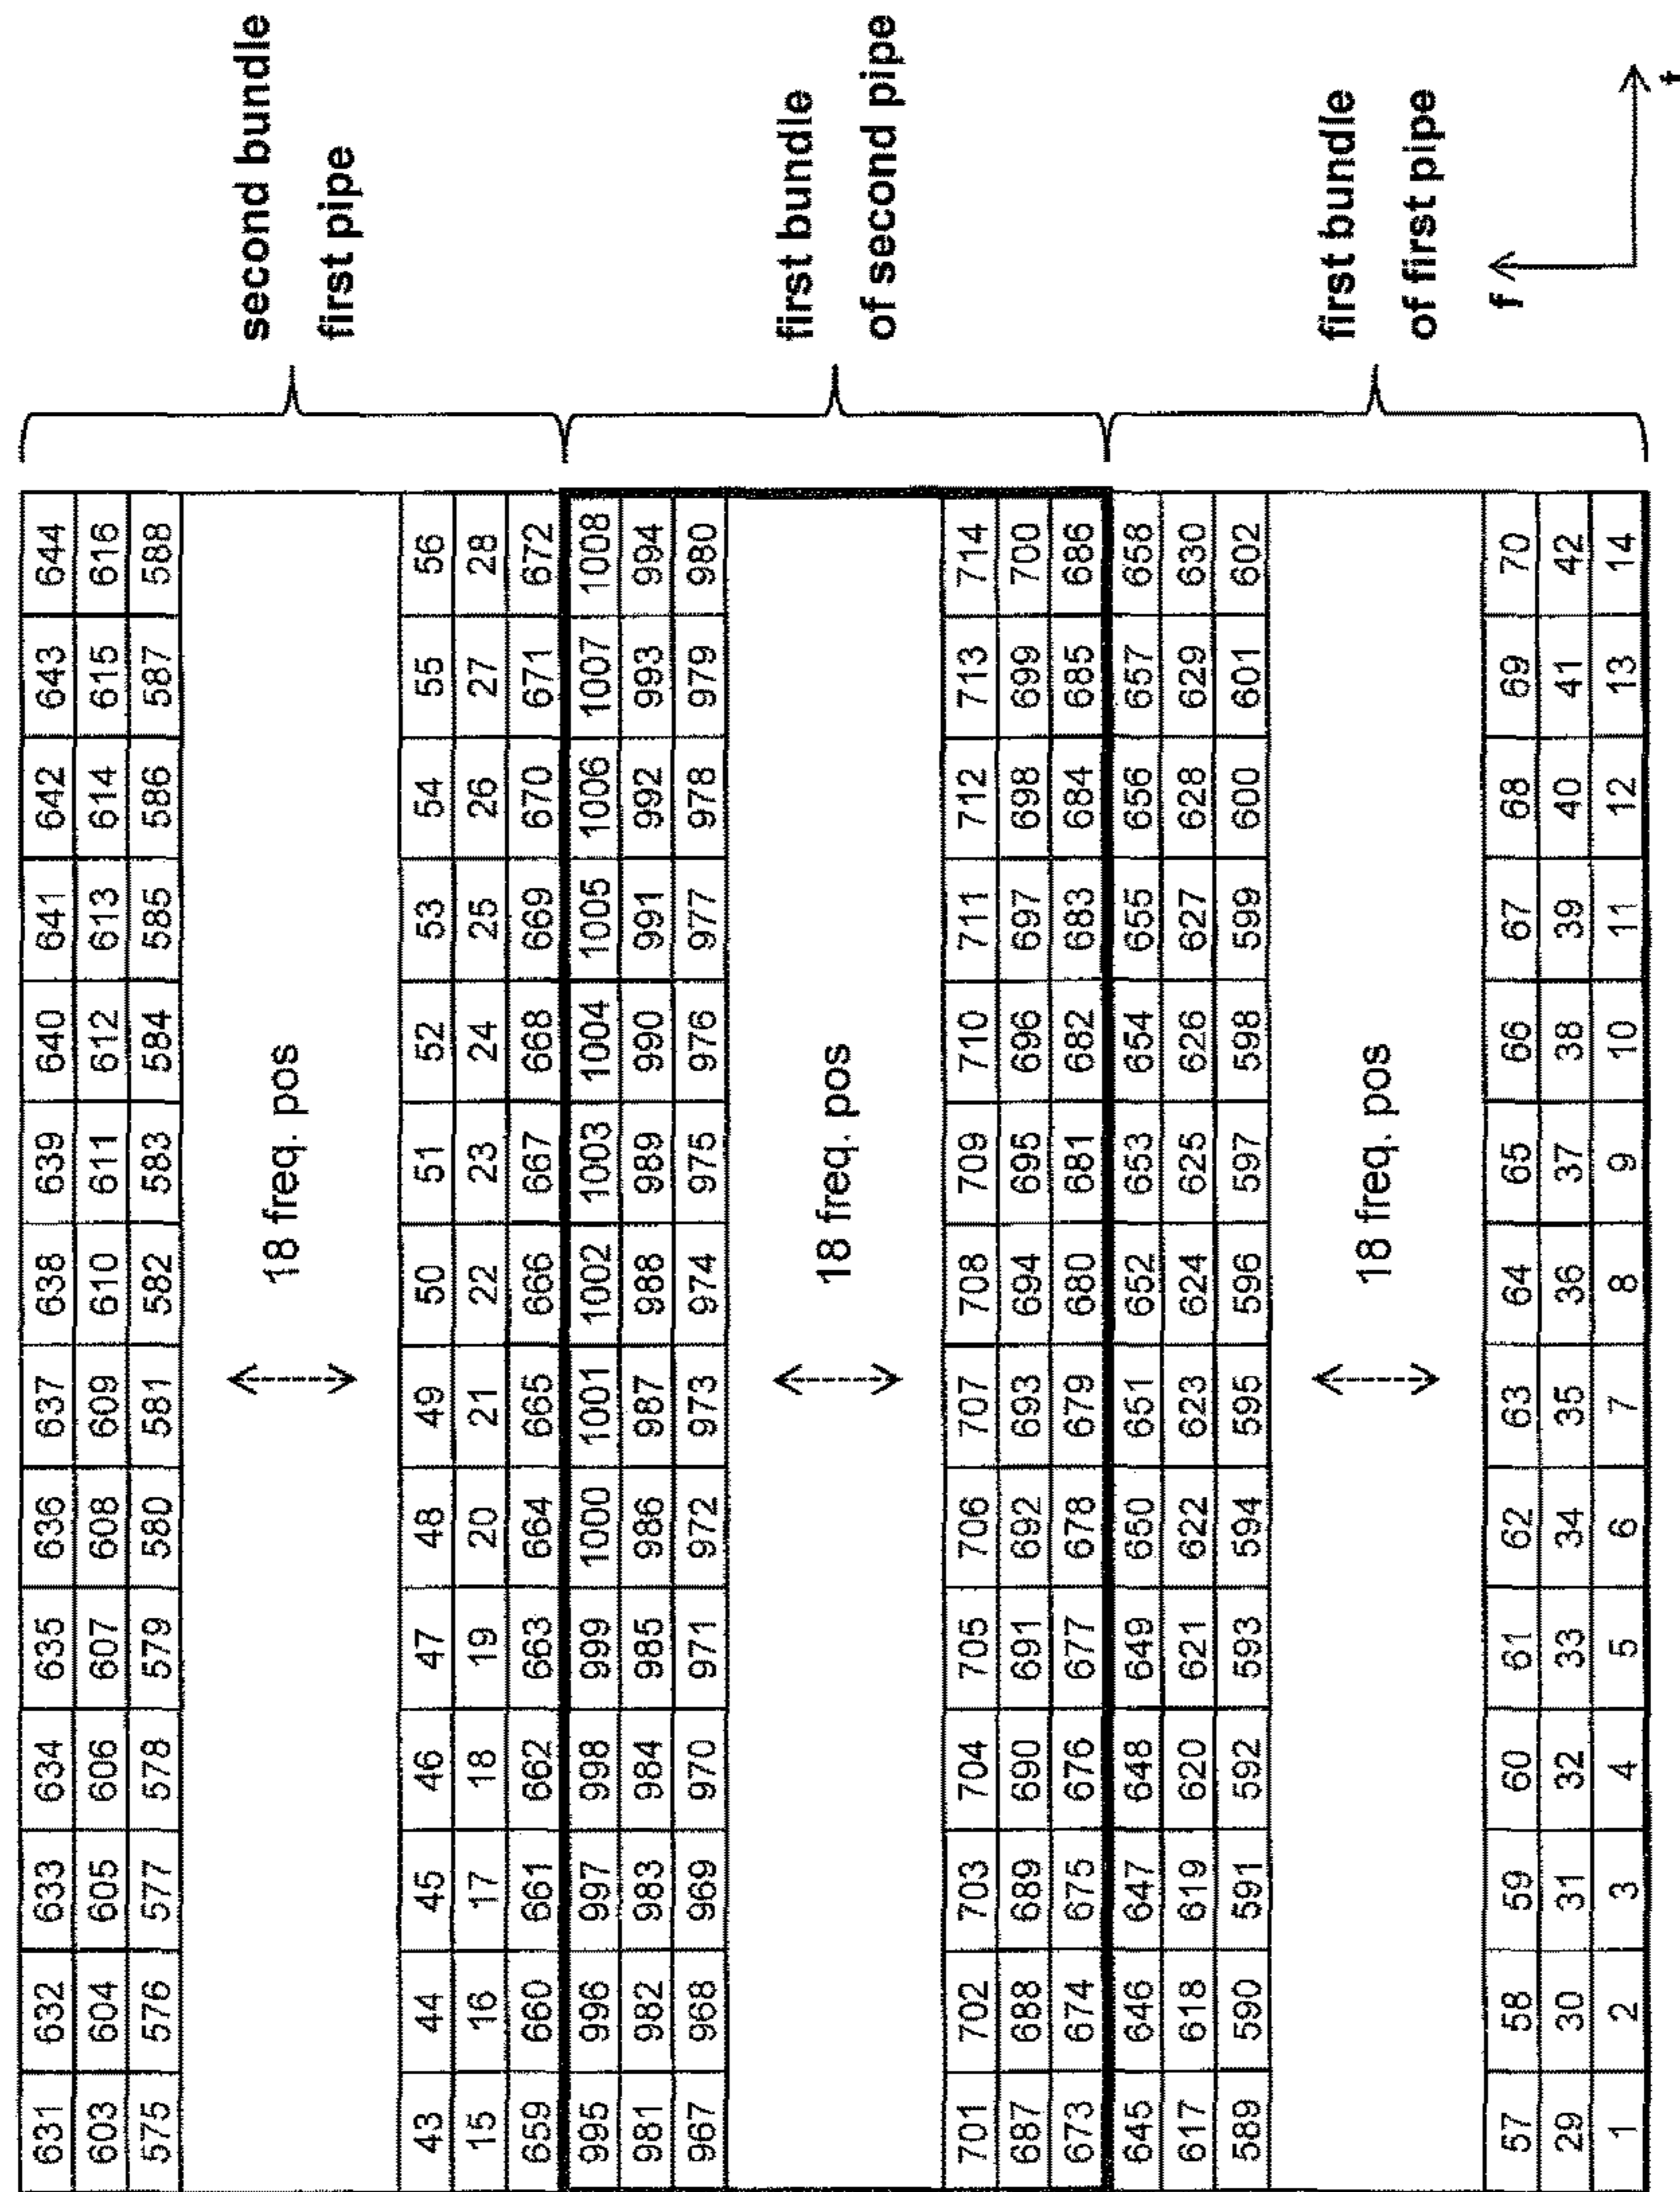 631 632 633 634 635 636 637 638 639 640 641 642 643 644
603 604 605 606 607 608 609 610 611 612 613 614 615 616
575 576 577 578 579 580 581 582 583 584 585 586 587 588
18 freq. pos
second bundle
first pipe
43 44 45 46 47 48 49 50 51 52 53 54 55 56
15 16 17 18 19 20 21 22 23 24 25 26 27 28
659 660 661 662 663 664 665 666 667 668 669 670 671 672
995 996 997 998 999 1000 1001 1002 1003 1004 1005 1006 1007 1008
981 982 983 984 985 986 987 988 989 990 991 992 993 994
967 968 969 970 971 972 973 974 975 976 977 978 979 980
18 freq. pos
first bundle
of second pipe
701 702 703 704 705 706 707 708 709 710 711 712 713 714
687 688 689 690 691 692 693 694 695 696 697 698 699 700
673 674 675 676 677 678 679 680 681 682 683 684 685 686
645 646 647 648 649 650 651 652 653 654 655 656 657 658
617 618 619 620 621 622 623 624 625 626 627 628 629 630
589 590 591 592 593 594 595 596 597 598 599 600 601 602
18 freq. pos
first bundle
of first pipe
57 58 59 60 61 62 63 64 65 66 67 68 69 70
29 30 31 32 33 34 35 36 37 38 39 40 41 42
1 2 3 4 5 6 7 8 9 10 11 12 13 14
f
t